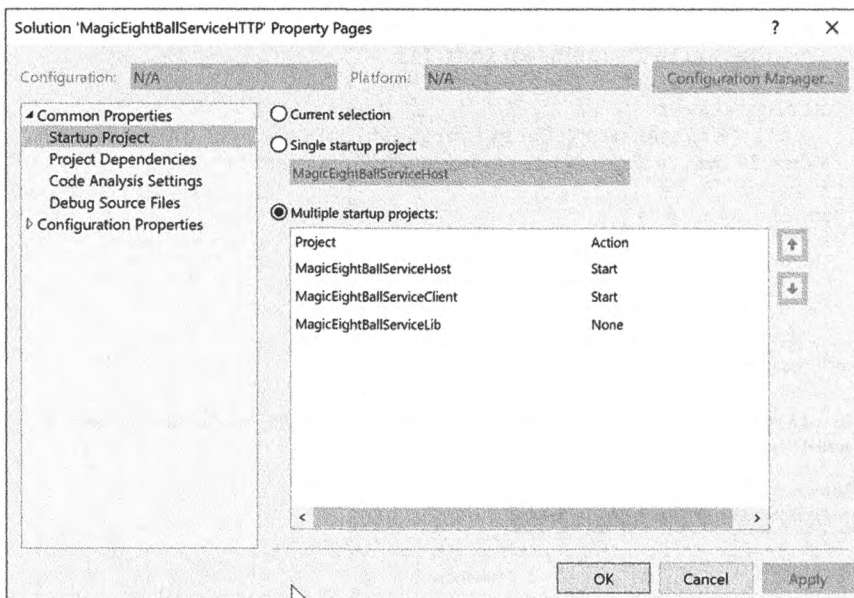 Solution 'MagicEightBallServiceHTTP' Property Pages ? ×
Configuration: N/A Platform: N/A Configuration Manager...
Common Properties
Startup Project
Project Dependencies
Code Analysis Settings
Debug Source Files
Configuration Properties
Current selection
Single startup project
MagicEightBallServiceHost
Multiple startup projects:
Project Action
MagicEightBallServiceHost Start
MagicEightBallServiceClient Start
MagicEightBallServiceLib None
OK Cancel Apply